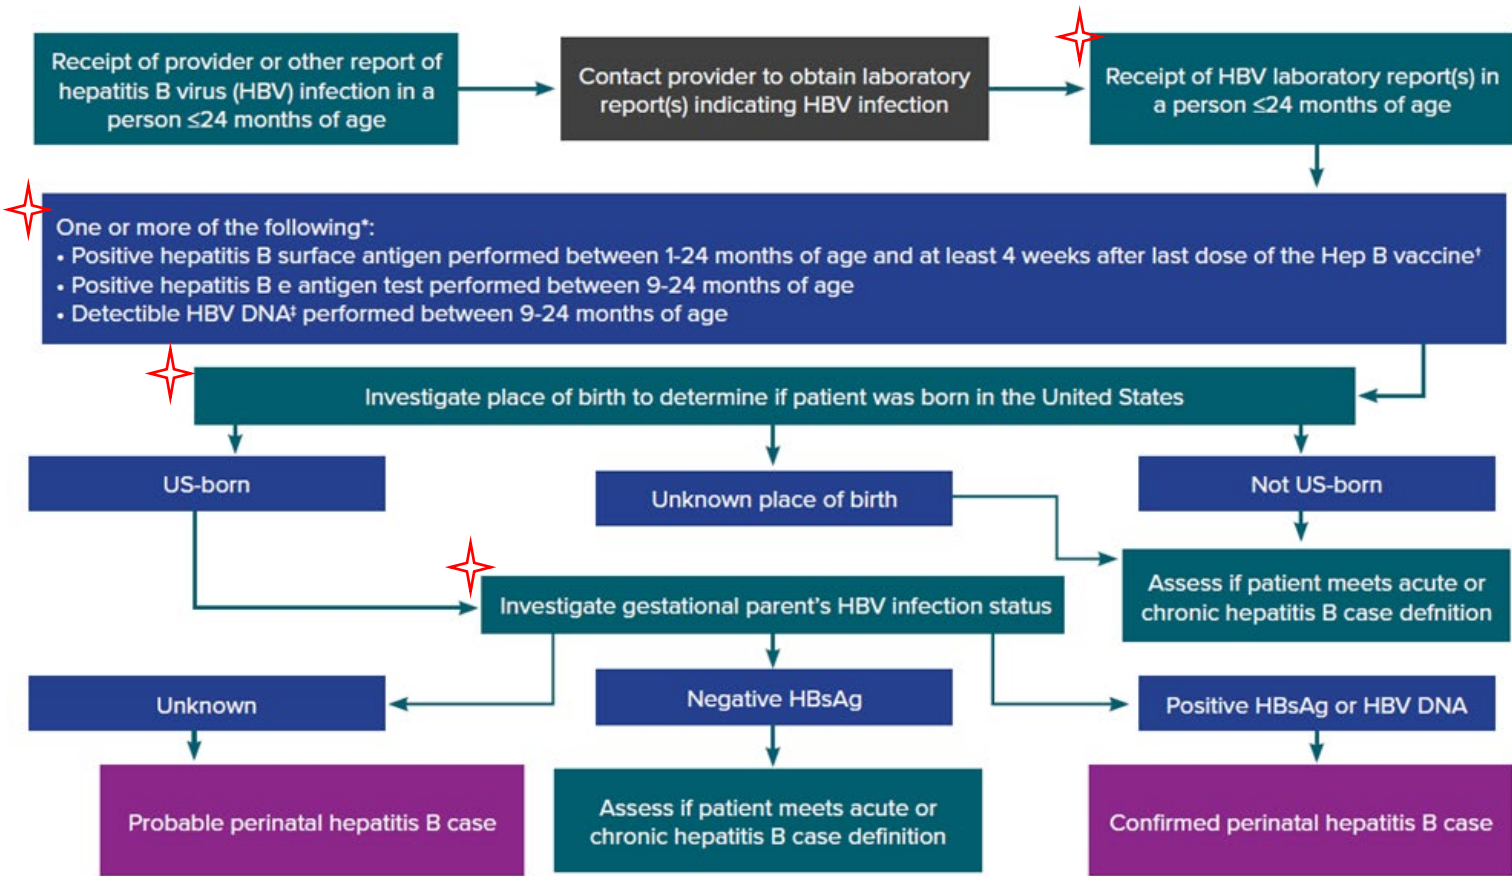 Receipt of provider or other report of
hepatitis B virus (HBV) infection in a
person ≤24 months of age
Contact provider to obtain laboratory
report(s) indicating HBV infection
Receipt of HBV laboratory report(s) in
a person ≤24 months of age
One or more of the following*:
• Positive hepatitis B surface antigen performed between 1-24 months of age and at least 4 weeks after last dose of the Hep B vaccine†
• Positive hepatitis B e antigen test performed between 9-24 months of age
• Detectible HBV DNA‡ performed between 9-24 months of age
Investigate place of birth to determine if patient was born in the United States
US-born
Unknown place of birth
Not US-born
Assess if patient meets acute or
chronic hepatitis B case defnition
Investigate gestational parent's HBV infection status
Unknown
Negative HBsAg
Positive HBsAg or HBV DNA
Probable perinatal hepatitis B case
Assess if patient meets acute or
chronic hepatitis B case definition
Confirmed perinatal hepatitis B case